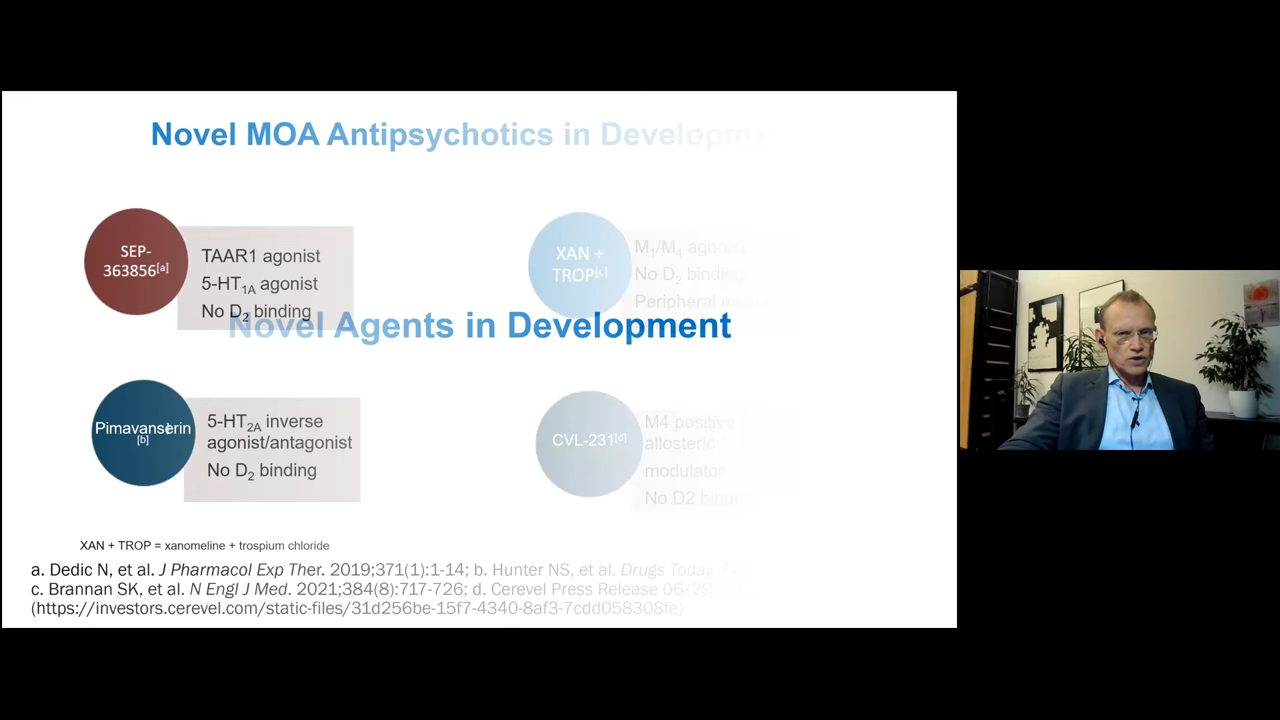 Novel MOA Antipsychotics in Developme
SEP-
363856[a]
TAAR1 agonist
5-HT1A agonist
No D2 binding
XAN +
TROP[c]
M1/M4 agonist
No D2 binding
Peripheral
Novel Agents in Development
Pimavanserin
[b]
5-HT2A inverse
agonist/antagonist
No D2 binding
CVL-231[d]
M4 positive
allosteric
modulator
No D2 binding
XAN + TROP = xanomeline + trospium chloride
a. Dedic N, et al. J Pharmacol Exp Ther. 2019;371(1):1-14; b. Hunter NS, et al. Drugs Today.
c. Brannan SK, et al. N Engl J Med. 2021;384(8):717-726; d. Cerevel Press Release 06/29/
(https://investors.cerevel.com/static-files/31d256be-15f7-4340-8af3-7cdd058308fe)